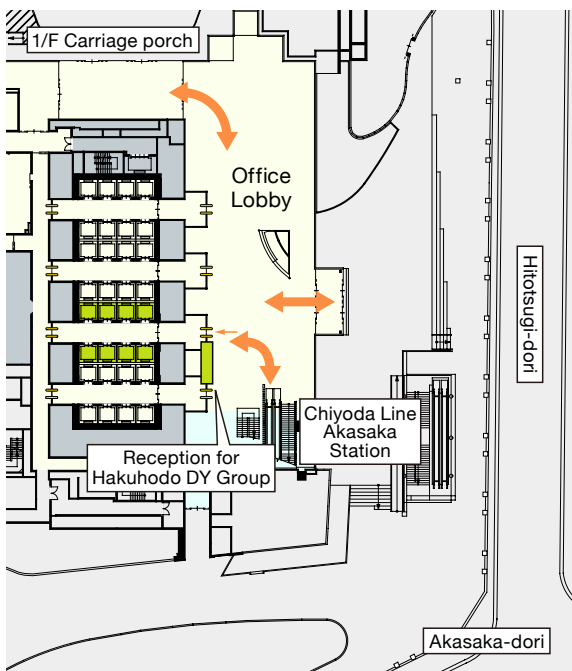 1/F Carriage porch
Office
Lobby
Hitotsugi-dori
Chiyoda Line
Akasaka
Station
Reception for
Hakuhodo DY Group
Akasaka-dori